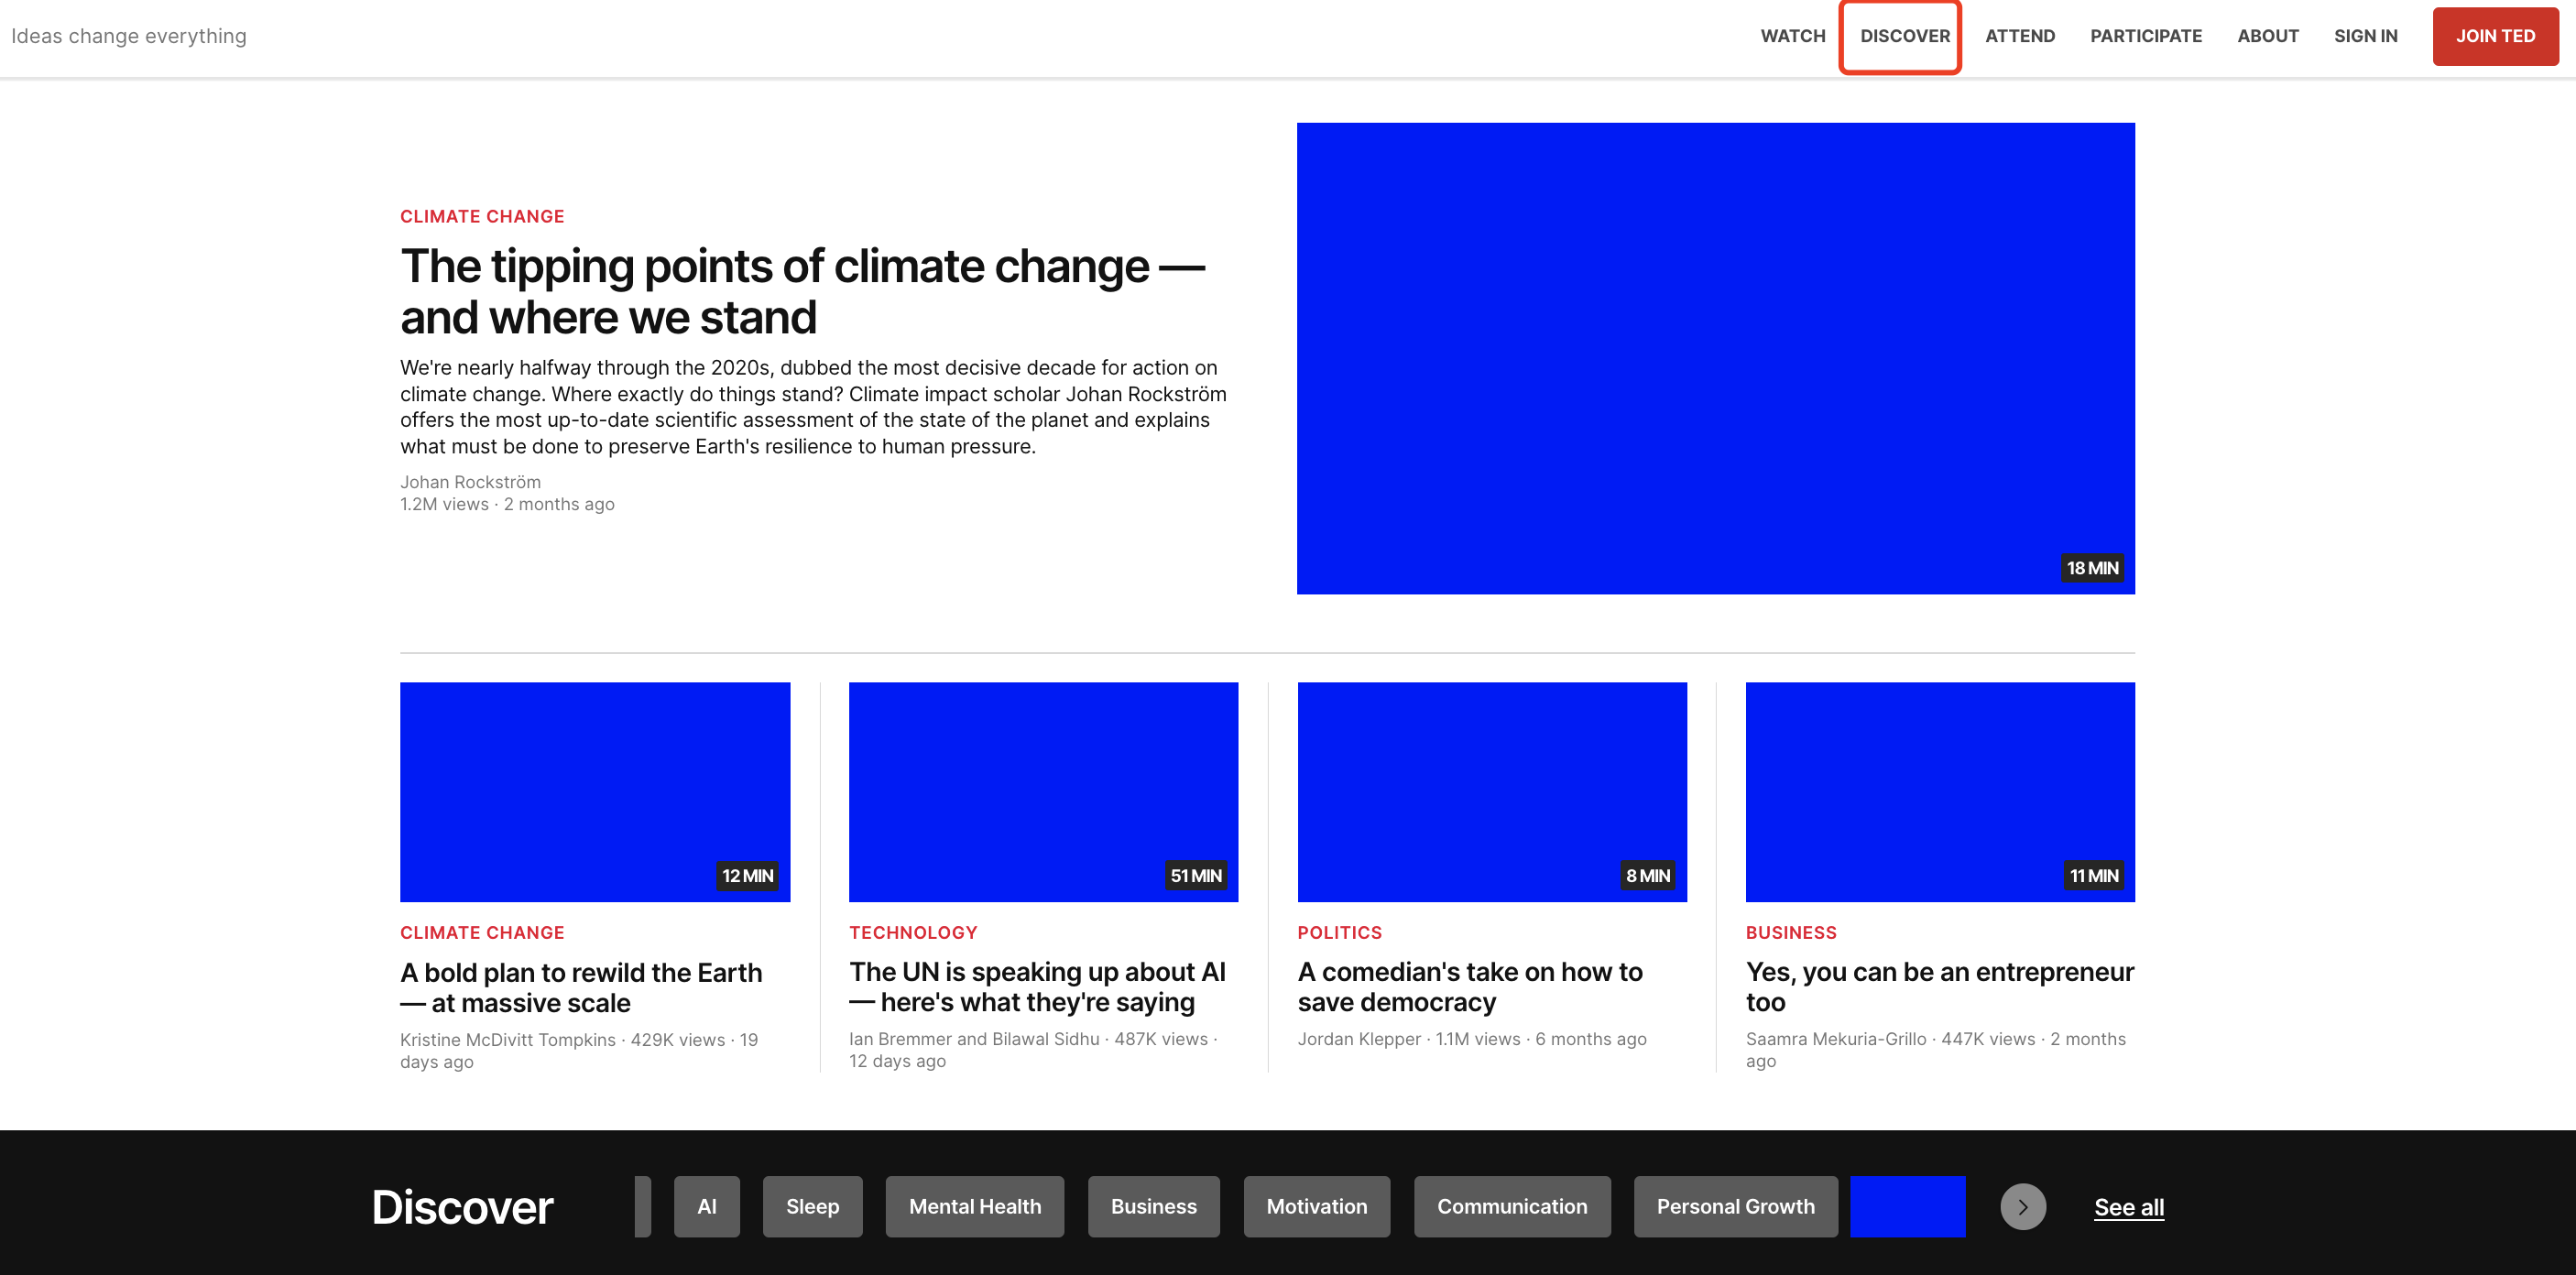 Ideas change everything
WATCH DISCOVER ATTEND PARTICIPATE ABOUT SIGN IN JOIN TED
CLIMATE CHANGE
The tipping points of climate change —
and where we stand
We're nearly halfway through the 2020s, dubbed the most decisive decade for action on
climate change. Where exactly do things stand? Climate impact scholar Johan Rockström
offers the most up-to-date scientific assessment of the state of the planet and explains
what must be done to preserve Earth's resilience to human pressure.
Johan Rockström
1.2M views · 2 months ago
18 MIN
12 MIN
CLIMATE CHANGE
A bold plan to rewild the Earth
— at massive scale
Kristine McDivitt Tompkins · 429K views · 19
days ago
51 MIN
TECHNOLOGY
The UN is speaking up about AI
— here's what they're saying
Ian Bremmer and Bilawal Sidhu · 487K views ·
12 days ago
8 MIN
POLITICS
A comedian's take on how to
save democracy
Jordan Klepper · 1.1M views · 6 months ago
11 MIN
BUSINESS
Yes, you can be an entrepreneur
too
Saamra Mekuria-Grillo · 447K views · 2 months
ago
Discover AI Sleep Mental Health Business Motivation Communication Personal Growth See all